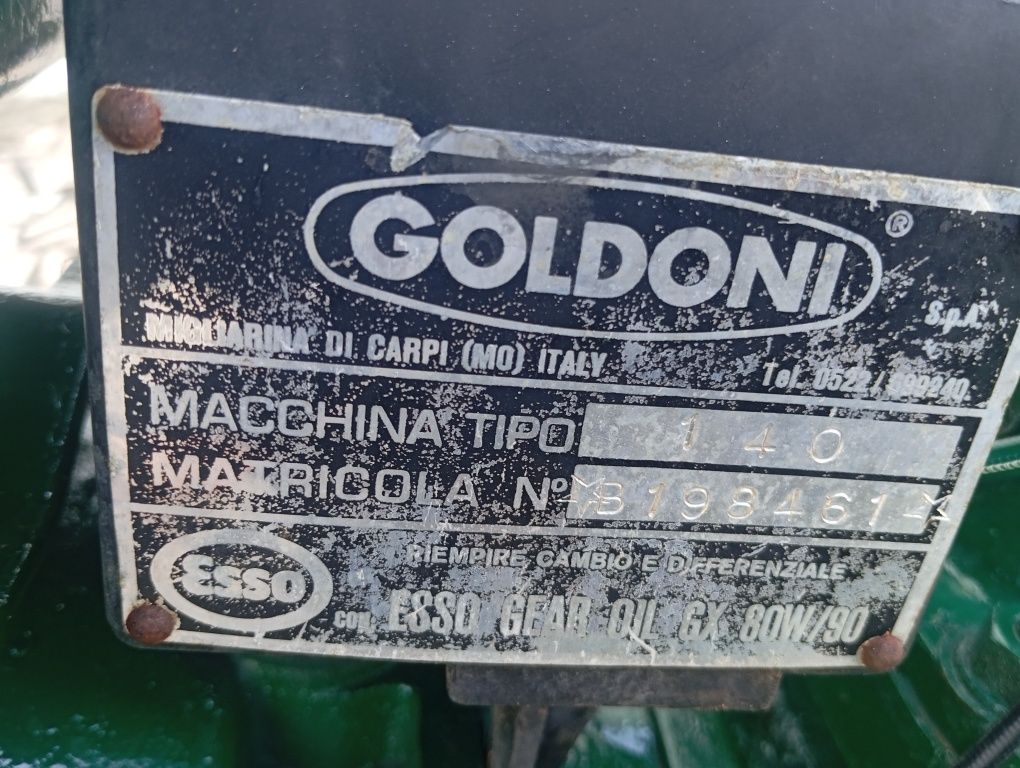 GOLDONI ®
S.p.A.
MIGLIARINA DI CARPI (MO) ITALY
Tel. 0522/
MACCHINA TIPO 140
MATRICOLA N° B198461
ESSO
RIEMPIRE CAMBIO E DIFFERENZIALE
CON ESSO GEAR OIL GX 80W/90